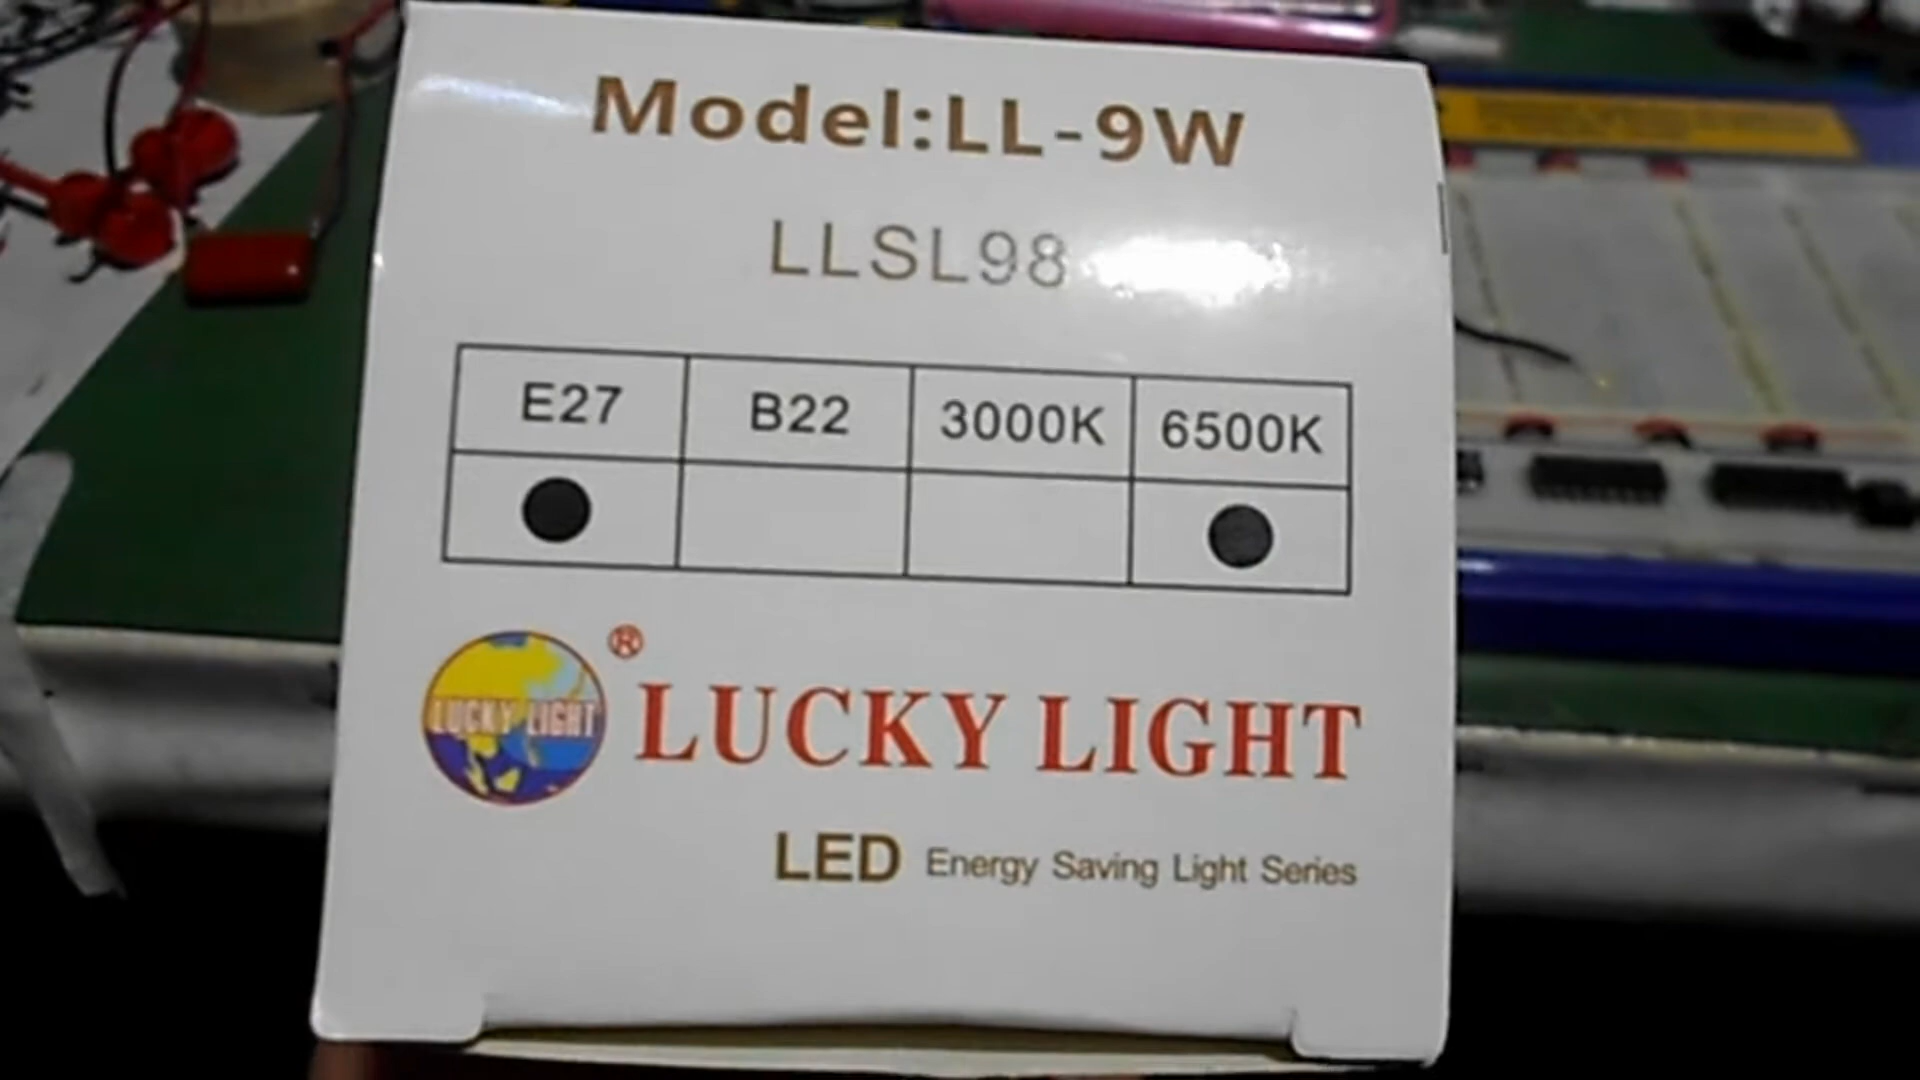 Model:LL-9W
LLSL98
E27 B22 3000K 6500K
®
LUCKY LIGHT
LUCKY LIGHT
LED Energy Saving Light Series